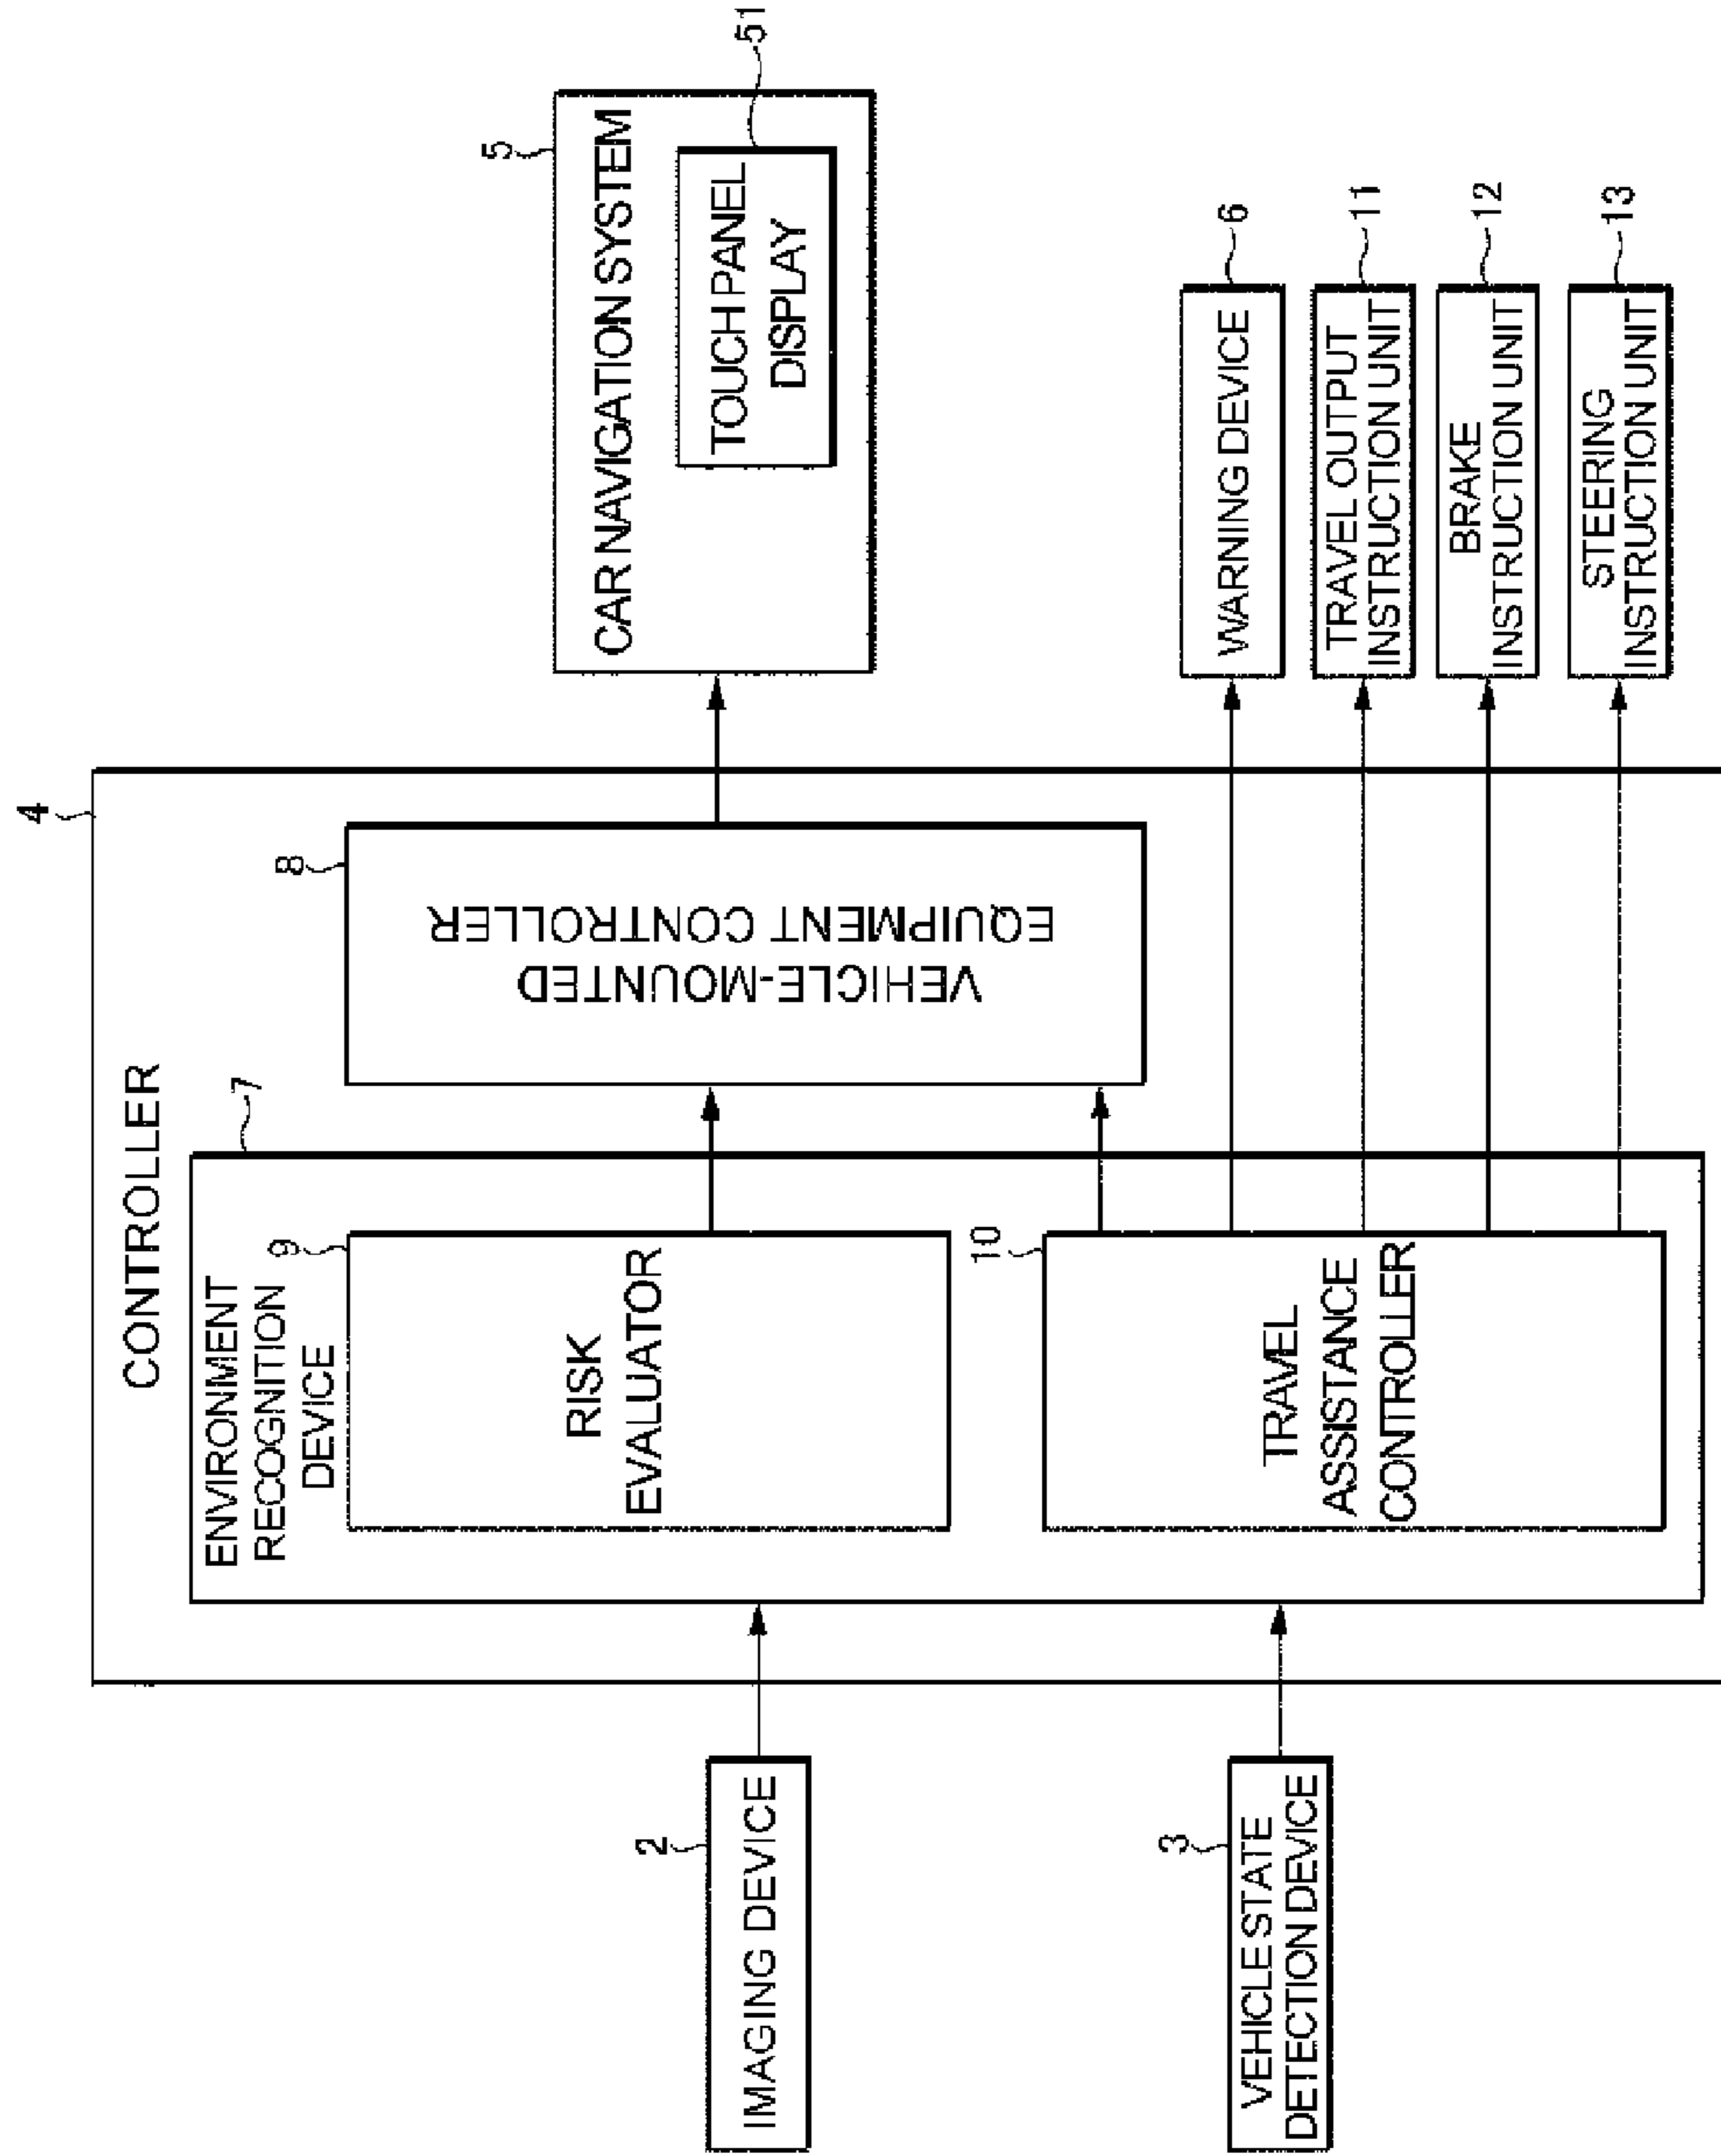 4
CONTROLLER
7
ENVIRONMENT
RECOGNITION
DEVICE
9
RISK
EVALUATOR
10
TRAVEL
ASSISTANCE
CONTROLLER
8
VEHICLE-MOUNTED
EQUIPMENT CONTROLLER
2
IMAGING DEVICE
3
VEHICLE STATE
DETECTION DEVICE
5
CAR NAVIGATION SYSTEM
51
TOUCH PANEL
DISPLAY
WARNING DEVICE
6
TRAVEL OUTPUT
INSTRUCTION UNIT
11
BRAKE
INSTRUCTION UNIT
12
STEERING
INSTRUCTION UNIT
13